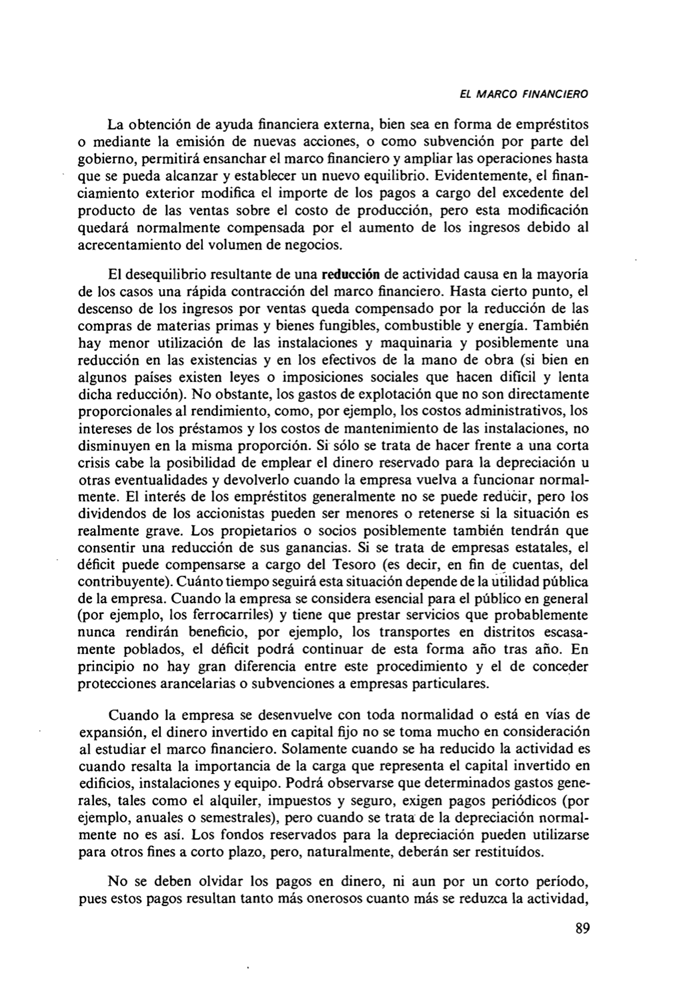 EL MARCO FINANCIERO
La obtención de ayuda financiera externa, bien sea en forma de empréstitos
o mediante la emisión de nuevas acciones, o como subvención por parte del
gobierno, permitirá ensanchar el marco financiero y ampliar las operaciones hasta
que se pueda alcanzar y establecer un nuevo equilibrio. Evidentemente, el finan-
ciamiento exterior modifica el importe de los pagos a cargo del excedente del
producto de las ventas sobre el costo de producción, pero esta modificación
quedará normalmente compensada por el aumento de los ingresos debido al
acrecentamiento del volumen de negocios.
El desequilibrio resultante de una reducción de actividad causa en la mayoría
de los casos una rápida contracción del marco financiero. Hasta cierto punto, el
descenso de los ingresos por ventas queda compensado por la reducción de las
compras de materias primas y bienes fungibles, combustible y energía. También
hay menor utilización de las instalaciones y maquinaria y posiblemente una
reducción en las existencias y en los efectivos de la mano de obra (si bien en
algunos países existen leyes o imposiciones sociales que hacen difícil y lenta
dicha reducción). No obstante, los gastos de explotación que no son directamente
proporcionales al rendimiento, como, por ejemplo, los costos administrativos, los
intereses de los préstamos y los costos de mantenimiento de las instalaciones, no
disminuyen en la misma proporción. Si sólo se trata de hacer frente a una corta
crisis cabe la posibilidad de emplear el dinero reservado para la depreciación u
otras eventualidades y devolverlo cuando la empresa vuelva a funcionar normal-
mente. El interés de los empréstitos generalmente no se puede reducir, pero los
dividendos de los accionistas pueden ser menores o retenerse si la situación es
realmente grave. Los propietarios o socios posiblemente también tendrán que
consentir una reducción de sus ganancias. Si se trata de empresas estatales, el
déficit puede compensarse a cargo del Tesoro (es decir, en fin de cuentas, del
contribuyente). Cuánto tiempo seguirá esta situación depende de la utilidad pública
de la empresa. Cuando la empresa se considera esencial para el público en general
(por ejemplo, los ferrocarriles) y tiene que prestar servicios que probablemente
nunca rendirán beneficio, por ejemplo, los transportes en distritos escasa-
mente poblados, el déficit podrá continuar de esta forma año tras año. En
principio no hay gran diferencia entre este procedimiento y el de conceder
protecciones arancelarias o subvenciones a empresas particulares.
Cuando la empresa se desenvuelve con toda normalidad o está en vías de
expansión, el dinero invertido en capital fijo no se toma mucho en consideración
al estudiar el marco financiero. Solamente cuando se ha reducido la actividad es
cuando resalta la importancia de la carga que representa el capital invertido en
edificios, instalaciones y equipo. Podrá observarse que determinados gastos gene-
rales, tales como el alquiler, impuestos y seguro, exigen pagos periódicos (por
ejemplo, anuales o semestrales), pero cuando se trata de la depreciación normal-
mente no es así. Los fondos reservados para la depreciación pueden utilizarse
para otros fines a corto plazo, pero, naturalmente, deberán ser restituídos.
No se deben olvidar los pagos en dinero, ni aun por un corto período,
pues estos pagos resultan tanto más onerosos cuanto más se reduzca la actividad,
89